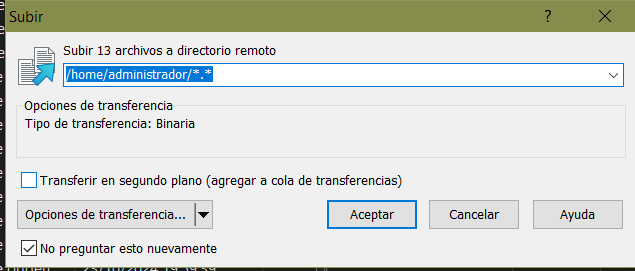 Subir
?
Subir 13 archivos a directorio remoto
/home/administrador/*.*
Opciones de transferencia
Tipo de transferencia: Binaria
Transferir en segundo plano (agregar a cola de transferencias)
Opciones de transferencia...
Aceptar
Cancelar
Ayuda
No preguntar esto nuevamente